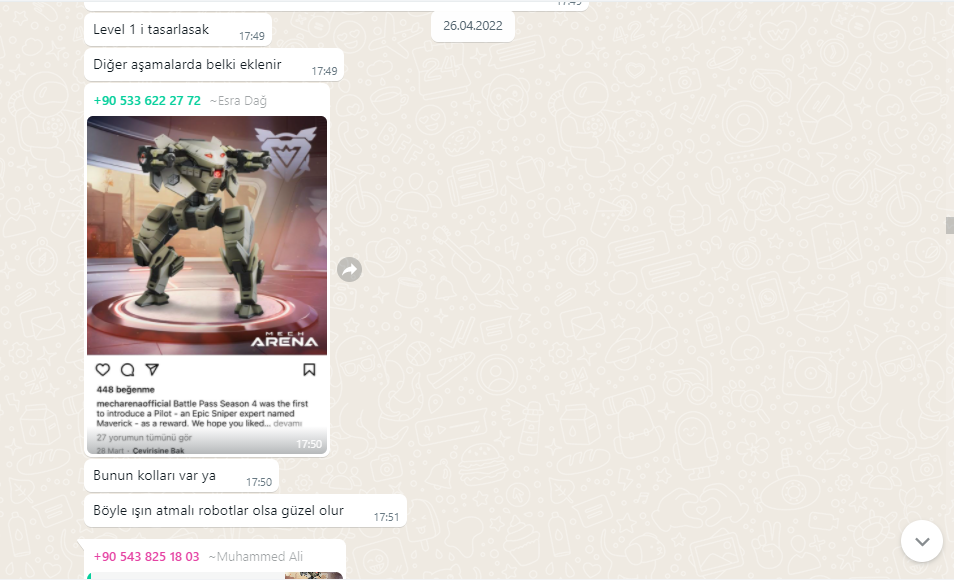 17:49
26.04.2022
Level 1 i tasarlasak 17:49
Diğer aşamalarda belki eklenir 17:49
+90 533 622 27 72 ~Esra Dağ
MECH
ARENA
448 beğenme
mecharenaofficial Battle Pass Season 4 was the first
to introduce a Pilot - an Epic Sniper expert named
Maverick - as a reward. We hope you liked... devamı
27 yorumun tümünü gör
28 Mart · Çevirisine Bak
17:50
Bunun kolları var ya 17:50
Böyle ışın atmalı robotlar olsa güzel olur 17:51
+90 543 825 18 03 ~Muhammed Ali